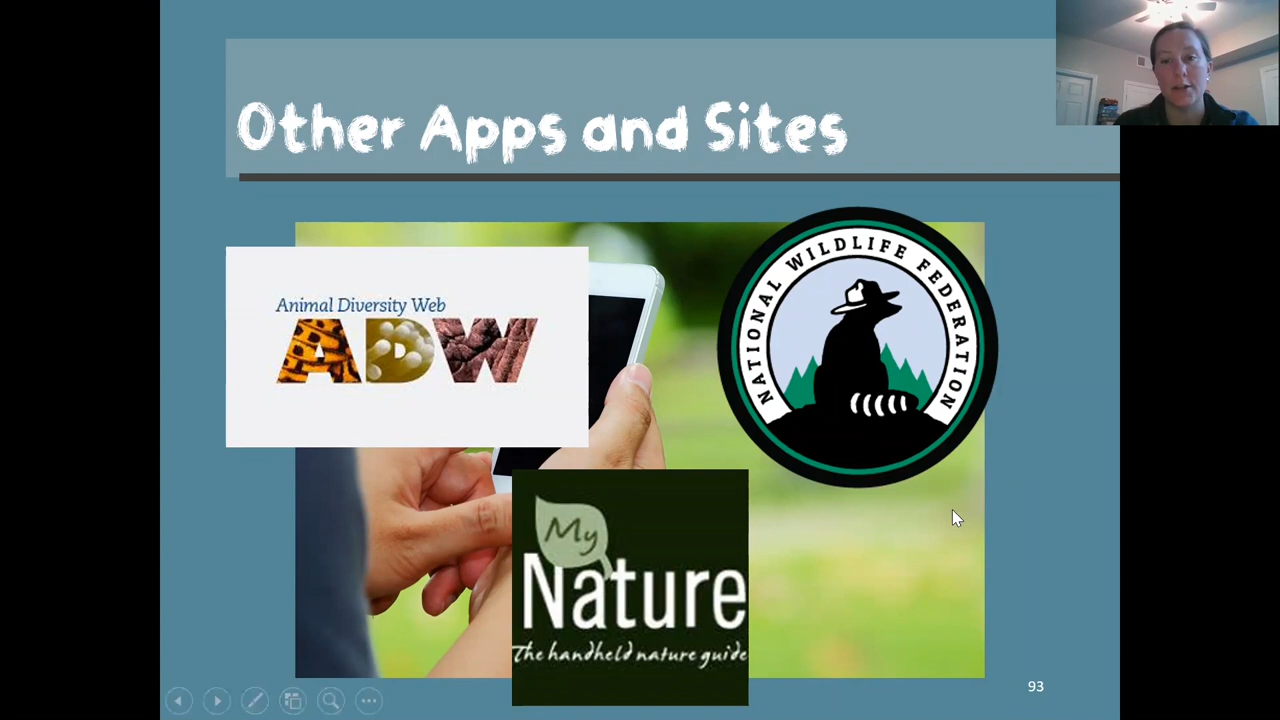 Other Apps and Sites
Animal Diversity Web
ADW
NATIONAL WILDLIFE FEDERATION
My
Nature
The handheld nature guide
93